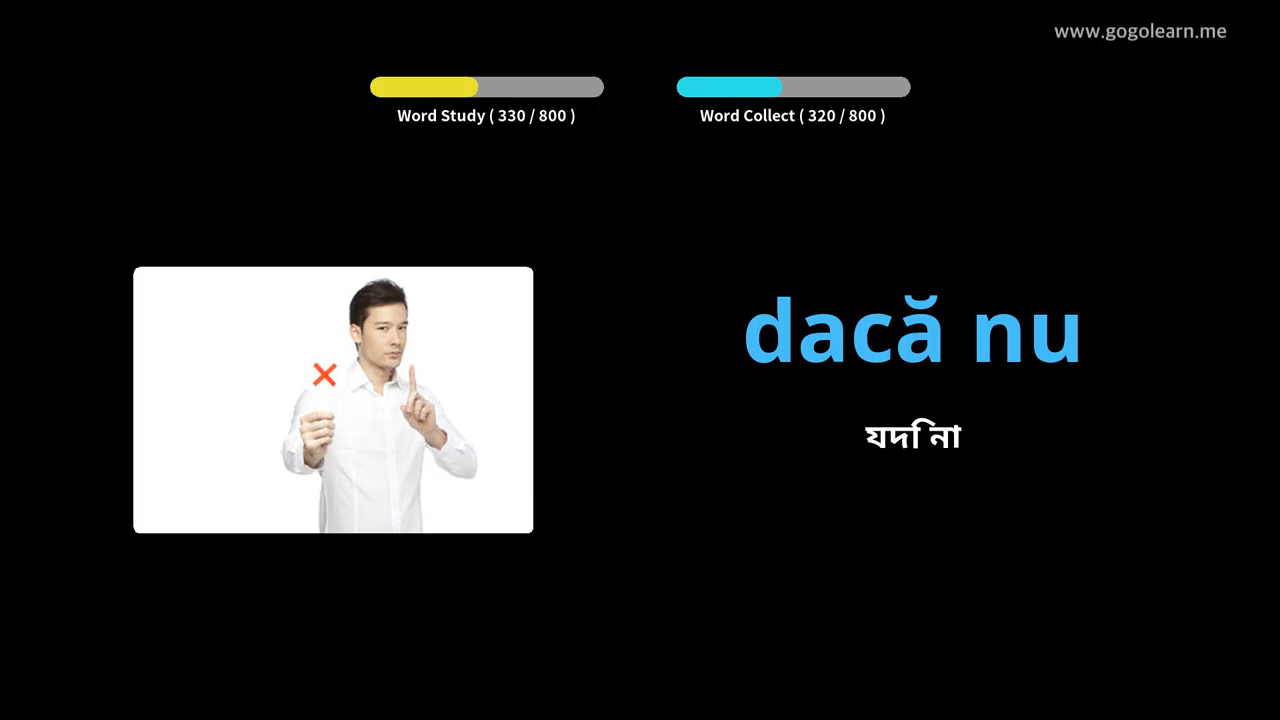 www.gogolearn.me
Word Study ( 330 / 800 )
Word Collect ( 320 / 800 )
dacă nu
যদি না